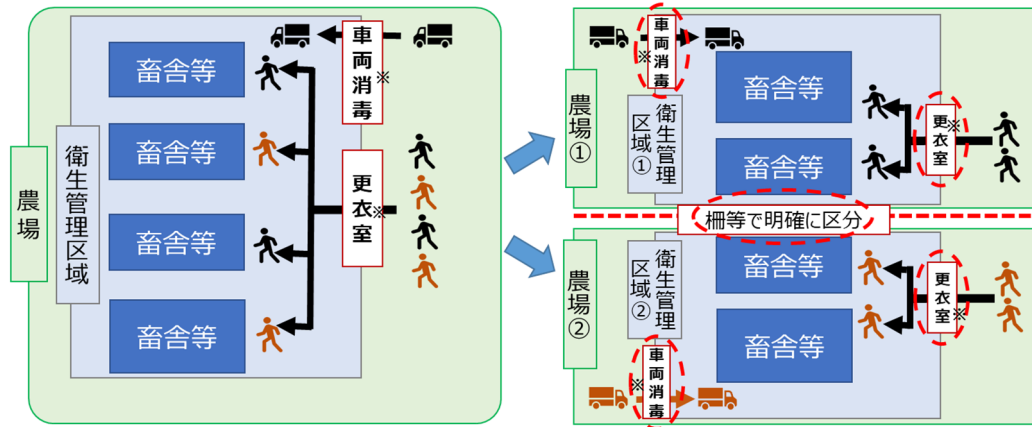 農場
衛生管理区域
畜舎等
畜舎等
畜舎等
畜舎等
車両消毒
※
更衣室
※
農場①
衛生管理
区域①
車両消毒
※
畜舎等
畜舎等
更衣室
※
柵等で明確に区分
農場②
衛生管理
区域②
畜舎等
畜舎等
更衣室
※
車両消毒
※